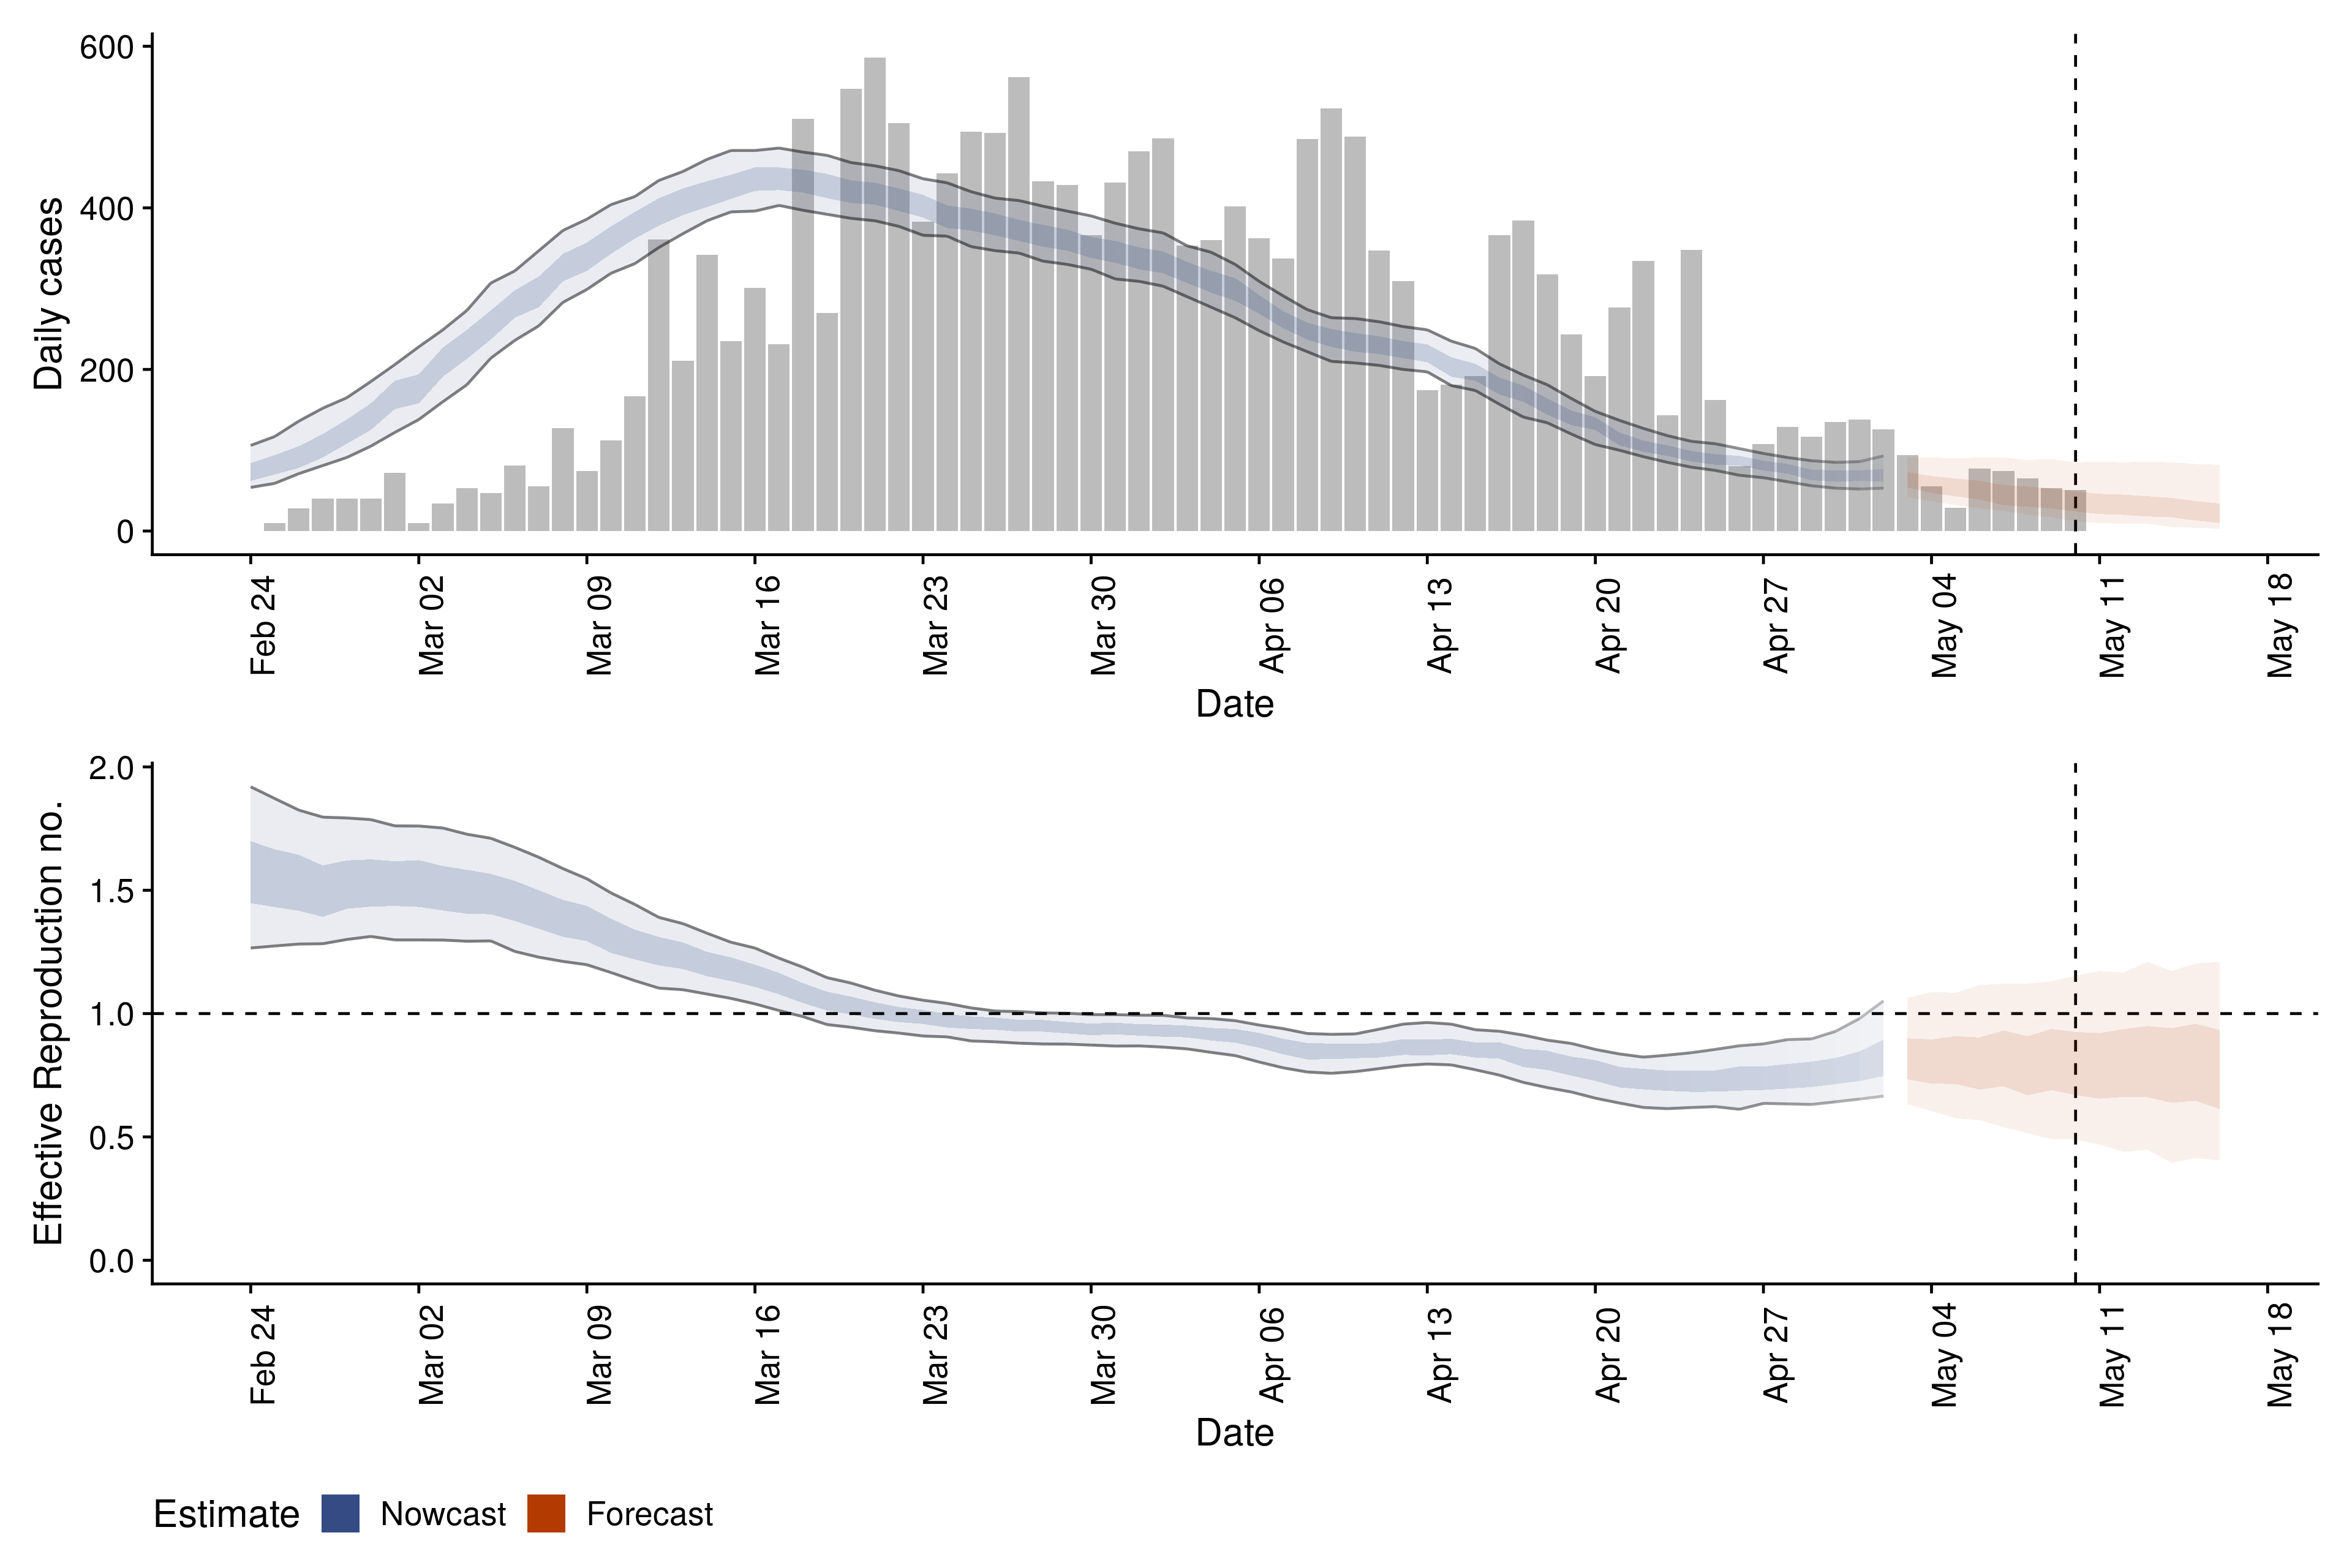 600
400
200
0
Daily cases
Feb 24
Mar 02
Mar 09
Mar 16
Mar 23
Mar 30
Apr 06
Apr 13
Apr 20
Apr 27
May 04
May 11
May 18
Date
2.0
1.5
1.0
0.5
0.0
Effective Reproduction no.
Feb 24
Mar 02
Mar 09
Mar 16
Mar 23
Mar 30
Apr 06
Apr 13
Apr 20
Apr 27
May 04
May 11
May 18
Date
Estimate Nowcast Forecast